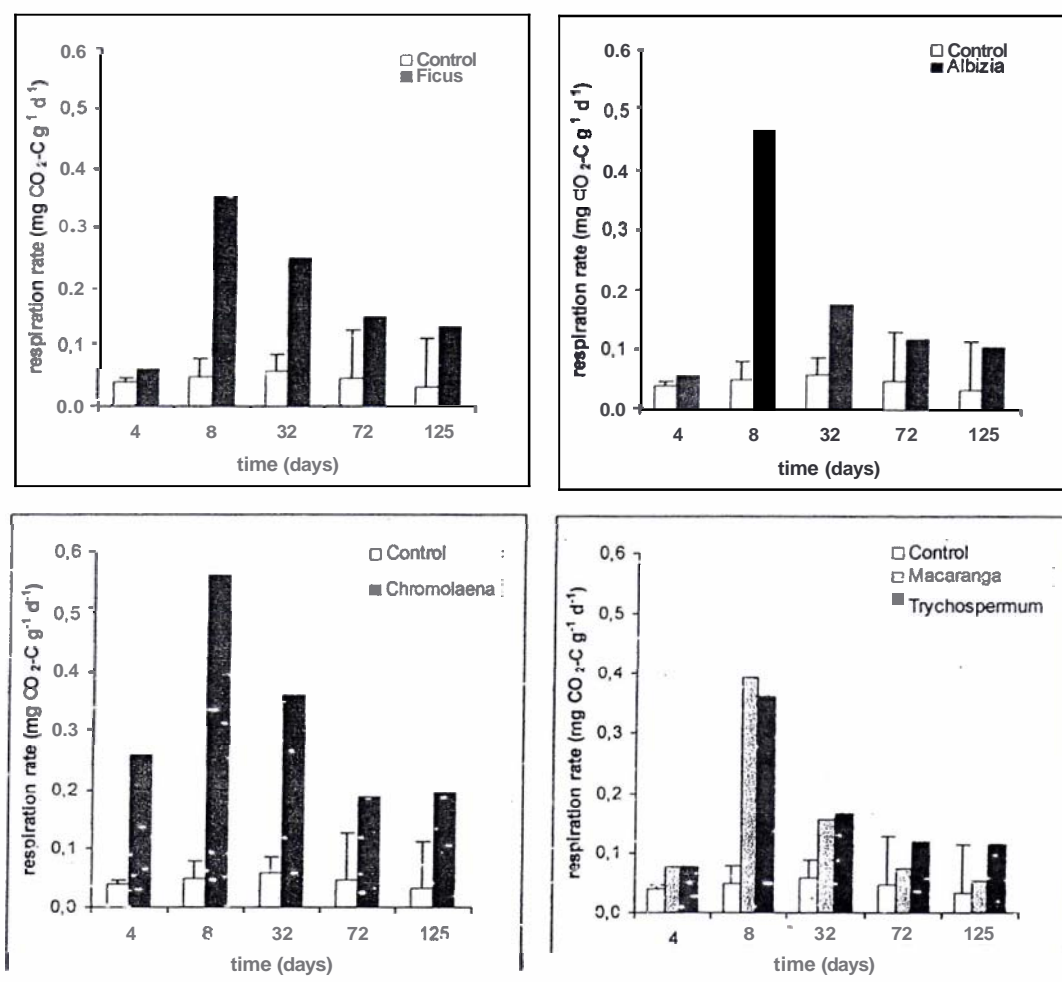 0.6
0,5
0.4
0.3
0.2
0,1
0.0
respiration rate (mg CO₂-C g⁻¹ d⁻¹)
Control
Ficus
4 8 32 72 125
time (days)
0.6
0.5
0.4
0,3
0.2
0.1
0.0
respiration rate (mg CO₂-C g⁻¹ d⁻¹)
Control
Albizia
4 8 32 72 125
time (days)
0,6
0,5
0.4
0.3
0.2
0,1
0,0
respiration rate (mg CO₂-C g⁻¹ d⁻¹)
Control
Chromolaena
4 8 32 72 125
time (days)
0,6
0,5
0,4
0,3
0,2
0,1
0,0
respiration rate (mg CO₂-C g⁻¹ d⁻¹)
Control
Macaranga
Trychospermum
4 8 32 72 125
time (days)